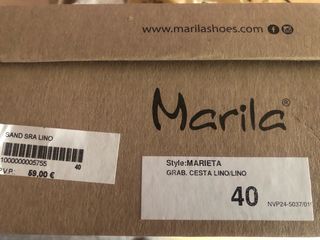 www.marilashoes.com
Marila®
SAND SRA LINO
1000000005755
40
P.V.P: 59,00 €
Style:MARIETA
GRAB. CESTA LINO/LINO
40
NVP24-5037/01